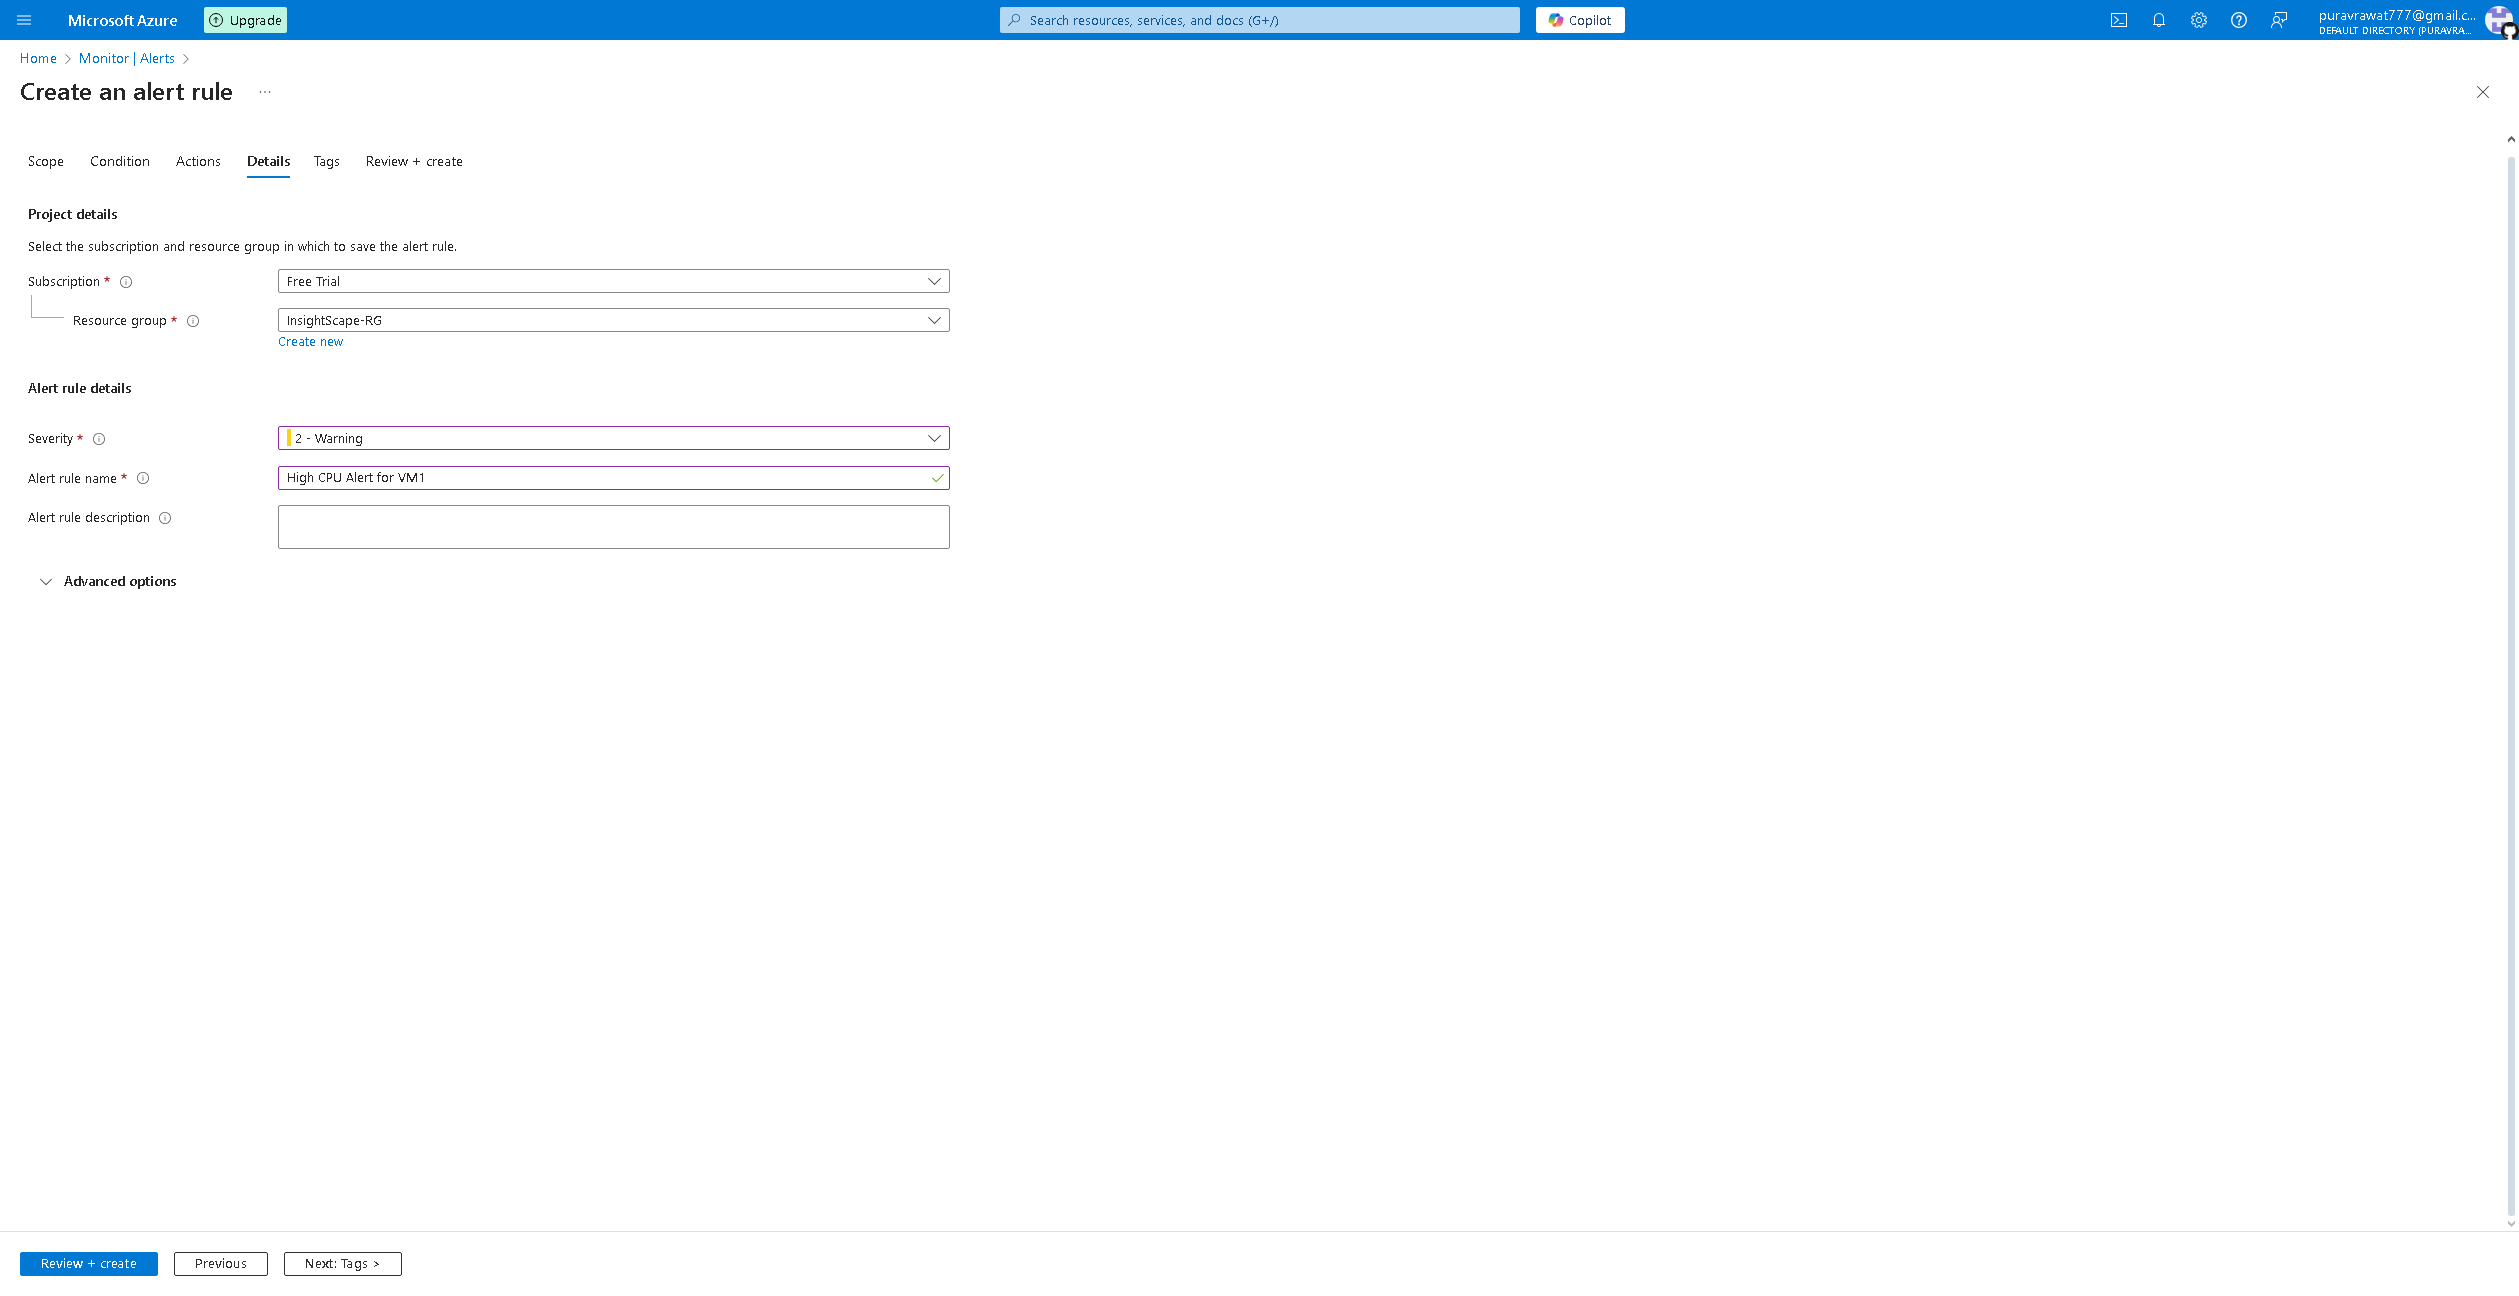 Microsoft Azure
Upgrade
Search resources, services, and docs (G+/)
Copilot
puravrawat777@gmail.c...
DEFAULT DIRECTORY (PURAVRA...
Home > Monitor | Alerts >
Create an alert rule ...
Scope Condition Actions Details Tags Review + create
Project details
Select the subscription and resource group in which to save the alert rule.
Subscription *
Free Trial
Resource group *
InsightScape-RG
Create new
Alert rule details
Severity *
2 - Warning
Alert rule name *
High CPU Alert for VM1
Alert rule description
Advanced options
Review + create
Previous
Next: Tags >